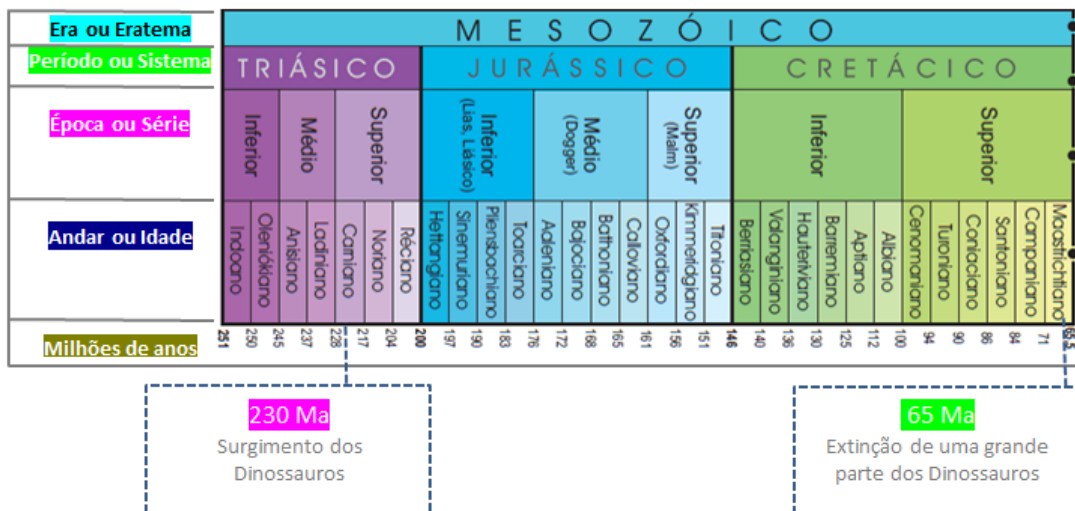 Era ou Eratema
MESOZÓICO
Período ou Sistema
TRIÁSICO
JURÁSSICO
CRETÁCICO
Época ou Série
Inferior
Médio
Superior
Inferior
(Lias, Liásico)
Médio
(Dogger)
Superior
(Malm)
Inferior
Superior
Andar ou Idade
Induano
Oleniókiano
Anisiano
Ladiniano
Carniano
Noriano
Réciano
Hettangiano
Sinemuriano
Pliensbachiano
Toarciano
Aaleniano
Bajociano
Bathoniano
Calloviano
Oxfordiano
Kimmeridgiano
Titoniano
Berriasiano
Valanginiano
Hauteriviano
Barremiano
Aptiano
Albiano
Cenomaniano
Turoniano
Coniaciano
Santoniano
Campaniano
Maastrichtiano
Milhões de anos
251
250
245
237
228
217
204
200
197
190
183
176
172
168
165
161
156
151
146
140
136
130
125
112
100
94
90
86
84
71
65.5
230 Ma
Surgimento dos
Dinossauros
65 Ma
Extinção de uma grande
parte dos Dinossauros